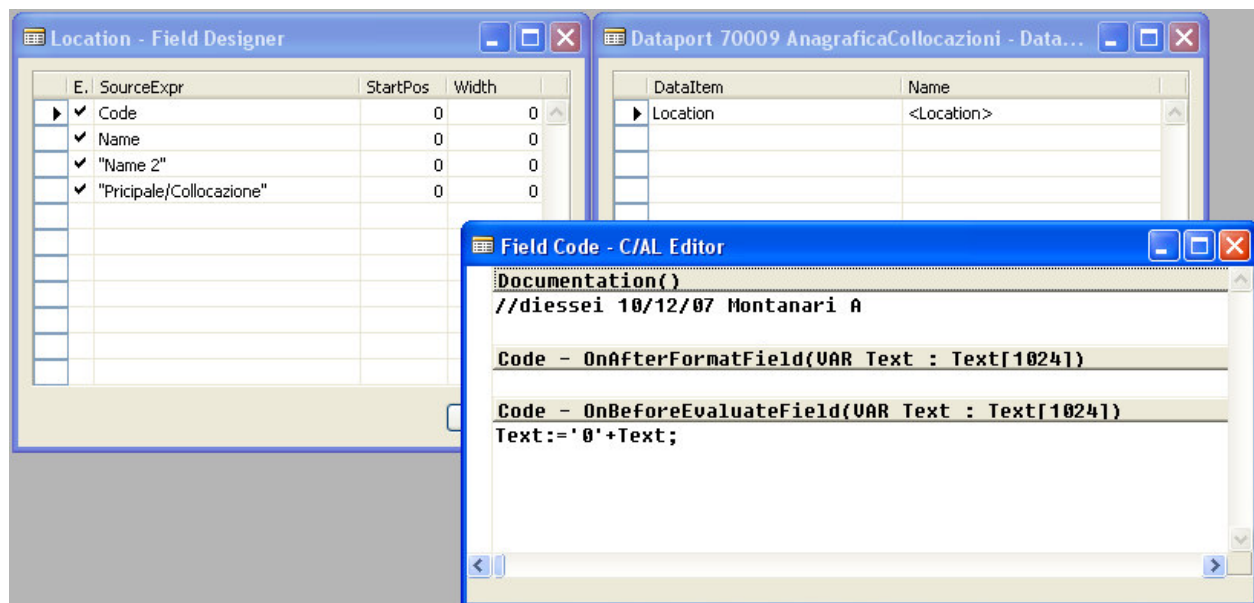 Location - Field Designer
E. SourceExpr StartPos Width
Code 0 0
Name 0 0
"Name 2" 0 0
"Pricipale/Collocazione" 0 0
Dataport 70009 AnagraficaCollocazioni - Data...
DataItem Name
Location <Location>
Field Code - C/AL Editor
Documentation()
//diessei 10/12/07 Montanari A
Code - OnAfterFormatField(VAR Text : Text[1024])
Code - OnBeforeEvaluateField(VAR Text : Text[1024])
Text:='0'+Text;